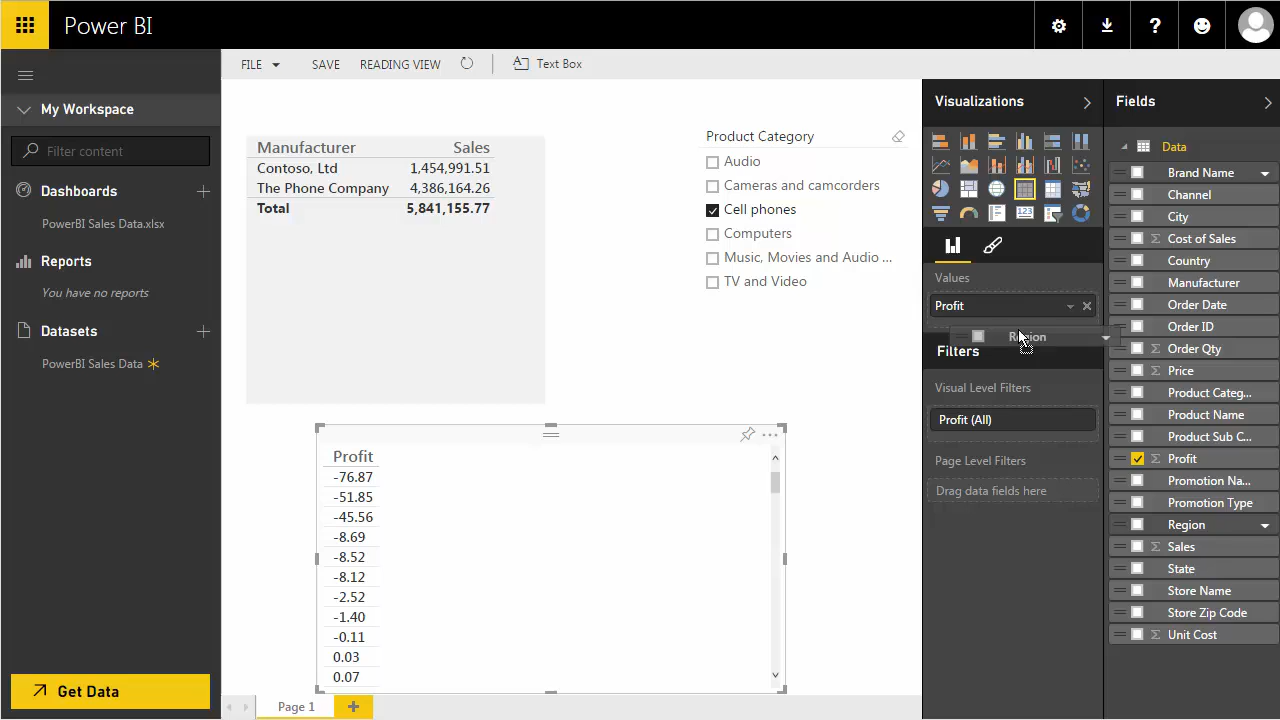 Power BI
?
FILE
SAVE
READING VIEW
Text Box
My Workspace
Filter content
Dashboards
PowerBI Sales Data.xlsx
Reports
You have no reports
Datasets
PowerBI Sales Data
Get Data
Manufacturer Sales
Contoso, Ltd 1,454,991.51
The Phone Company 4,386,164.26
Total 5,841,155.77
Product Category
Audio
Cameras and camcorders
Cell phones
Computers
Music, Movies and Audio ...
TV and Video
Profit
-76.87
-51.85
-45.56
-8.69
-8.52
-8.12
-2.52
-1.40
-0.11
0.03
0.07
Page 1
Visualizations
123
Values
Profit
Region
Filters
Visual Level Filters
Profit (All)
Page Level Filters
Drag data fields here
Fields
Data
Brand Name
Channel
City
Σ Cost of Sales
Country
Manufacturer
Order Date
Order ID
Σ Order Qty
Σ Price
Product Categ...
Product Name
Product Sub C...
Σ Profit
Promotion Na...
Promotion Type
Region
Σ Sales
State
Store Name
Store Zip Code
Σ Unit Cost